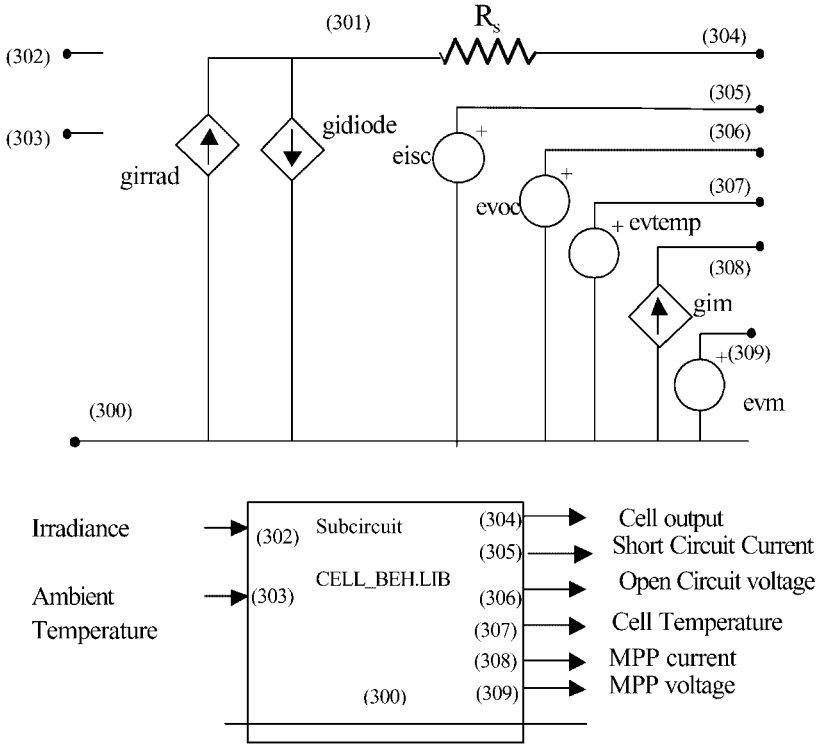 R_s
(301)
(304)
(302)
(305)
gidiode
(306)
(303)
eisc
girrad
(307)
evoc
evtemp
(308)
gim
(309)
(300)
evm
+
+
+
+
Irradiance
(302)
Subcircuit
(304)
Cell output
(305)
Short Circuit Current
CELL_BEH.LIB
(306)
Open Circuit voltage
Ambient
Temperature
(303)
(307)
Cell Temperature
(308)
MPP current
(300)
(309)
MPP voltage